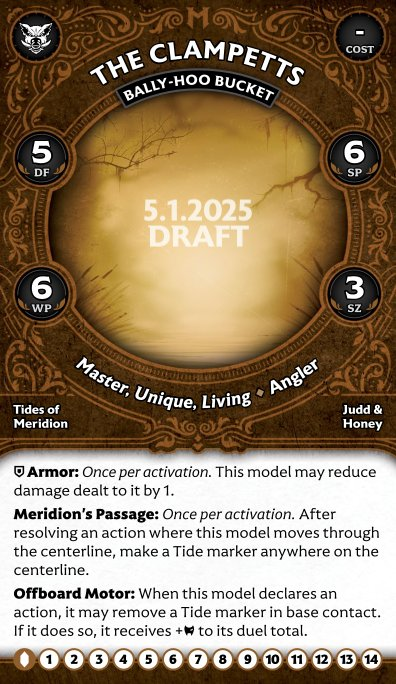 THE CLAMPETTS
BALLY-HOO BUCKET
-
COST
5
DF
6
SP
5.1.2025
DRAFT
6
WP
3
SZ
Master, Unique, Living ◆ Angler
Tides of
Meridion
Judd &
Honey
Armor: Once per activation. This model may reduce
damage dealt to it by 1.
Meridion's Passage: Once per activation. After
resolving an action where this model moves through
the centerline, make a Tide marker anywhere on the
centerline.
Offboard Motor: When this model declares an
action, it may remove a Tide marker in base contact.
If it does so, it receives + to its duel total.
1 2 3 4 5 6 7 8 9 10 11 12 13 14